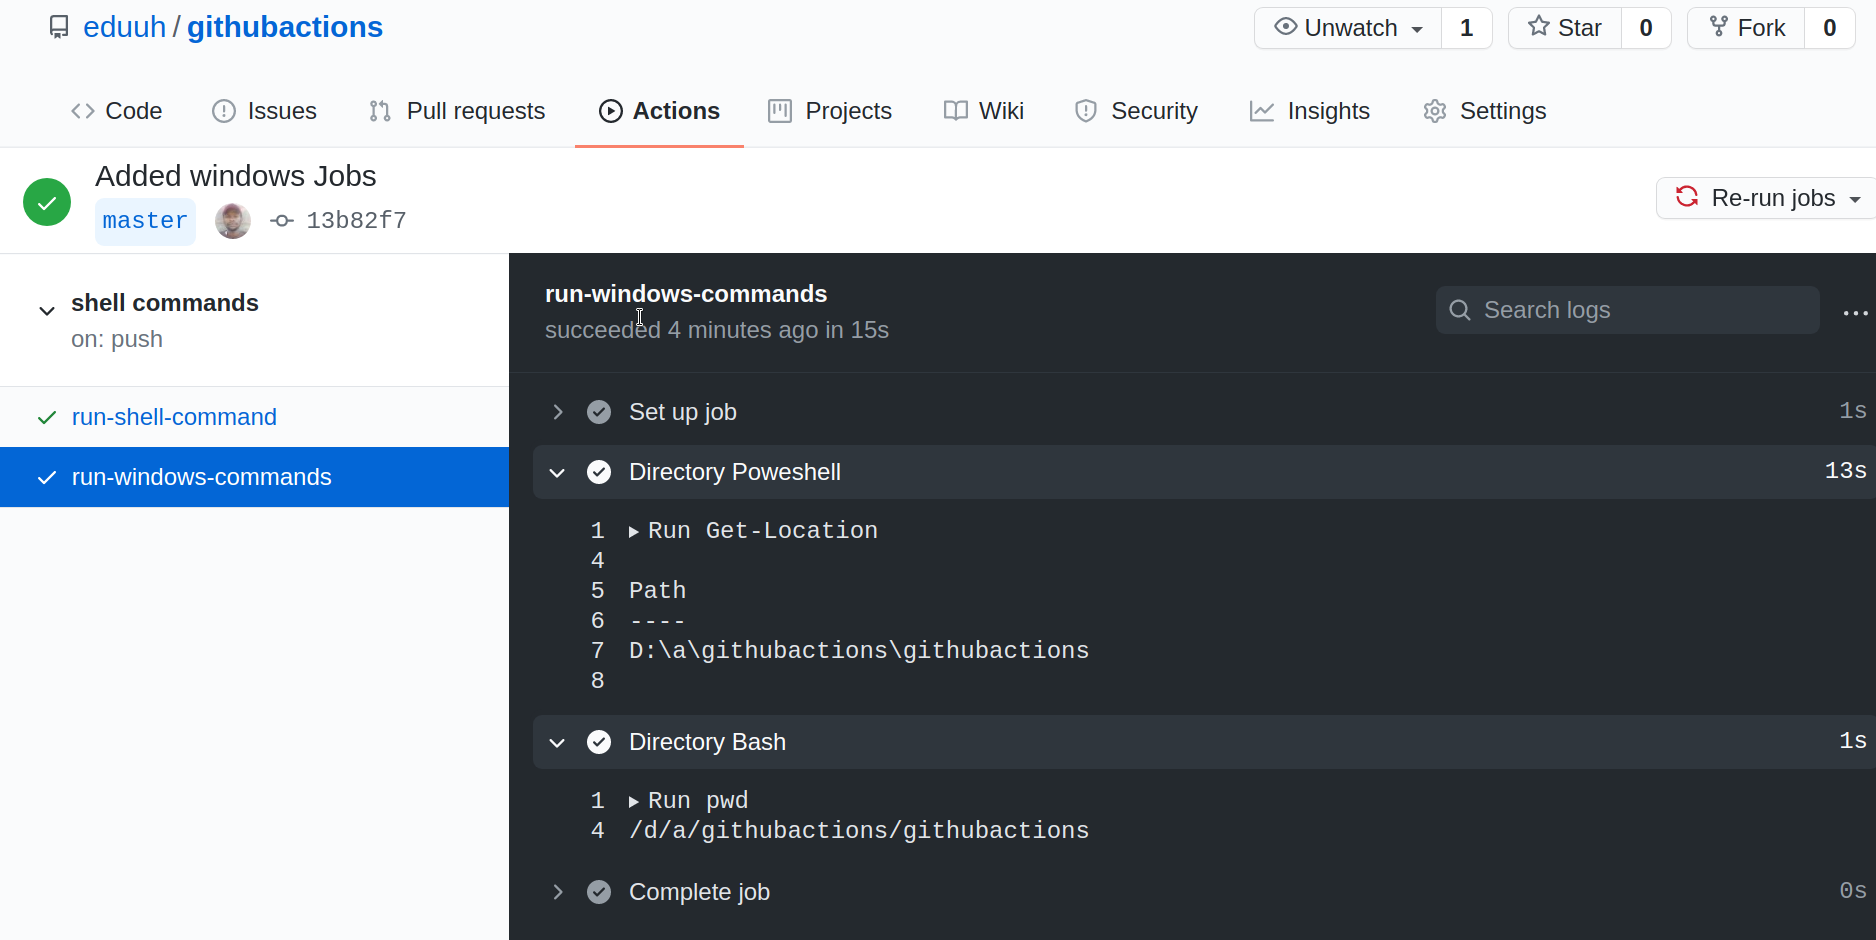 eduuh / githubactions
Unwatch 1 Star 0 Fork 0
Code Issues Pull requests Actions Projects Wiki Security Insights Settings
Added windows Jobs
master 13b82f7
Re-run jobs
shell commands
on: push
run-shell-command
run-windows-commands
run-windows-commands
succeeded 4 minutes ago in 15s
Search logs
Set up job 1s
Directory Poweshell 13s
1 Run Get-Location
4
5 Path
6 ----
7 D:\a\githubactions\githubactions
8
Directory Bash 1s
1 Run pwd
4 /d/a/githubactions/githubactions
Complete job 0s